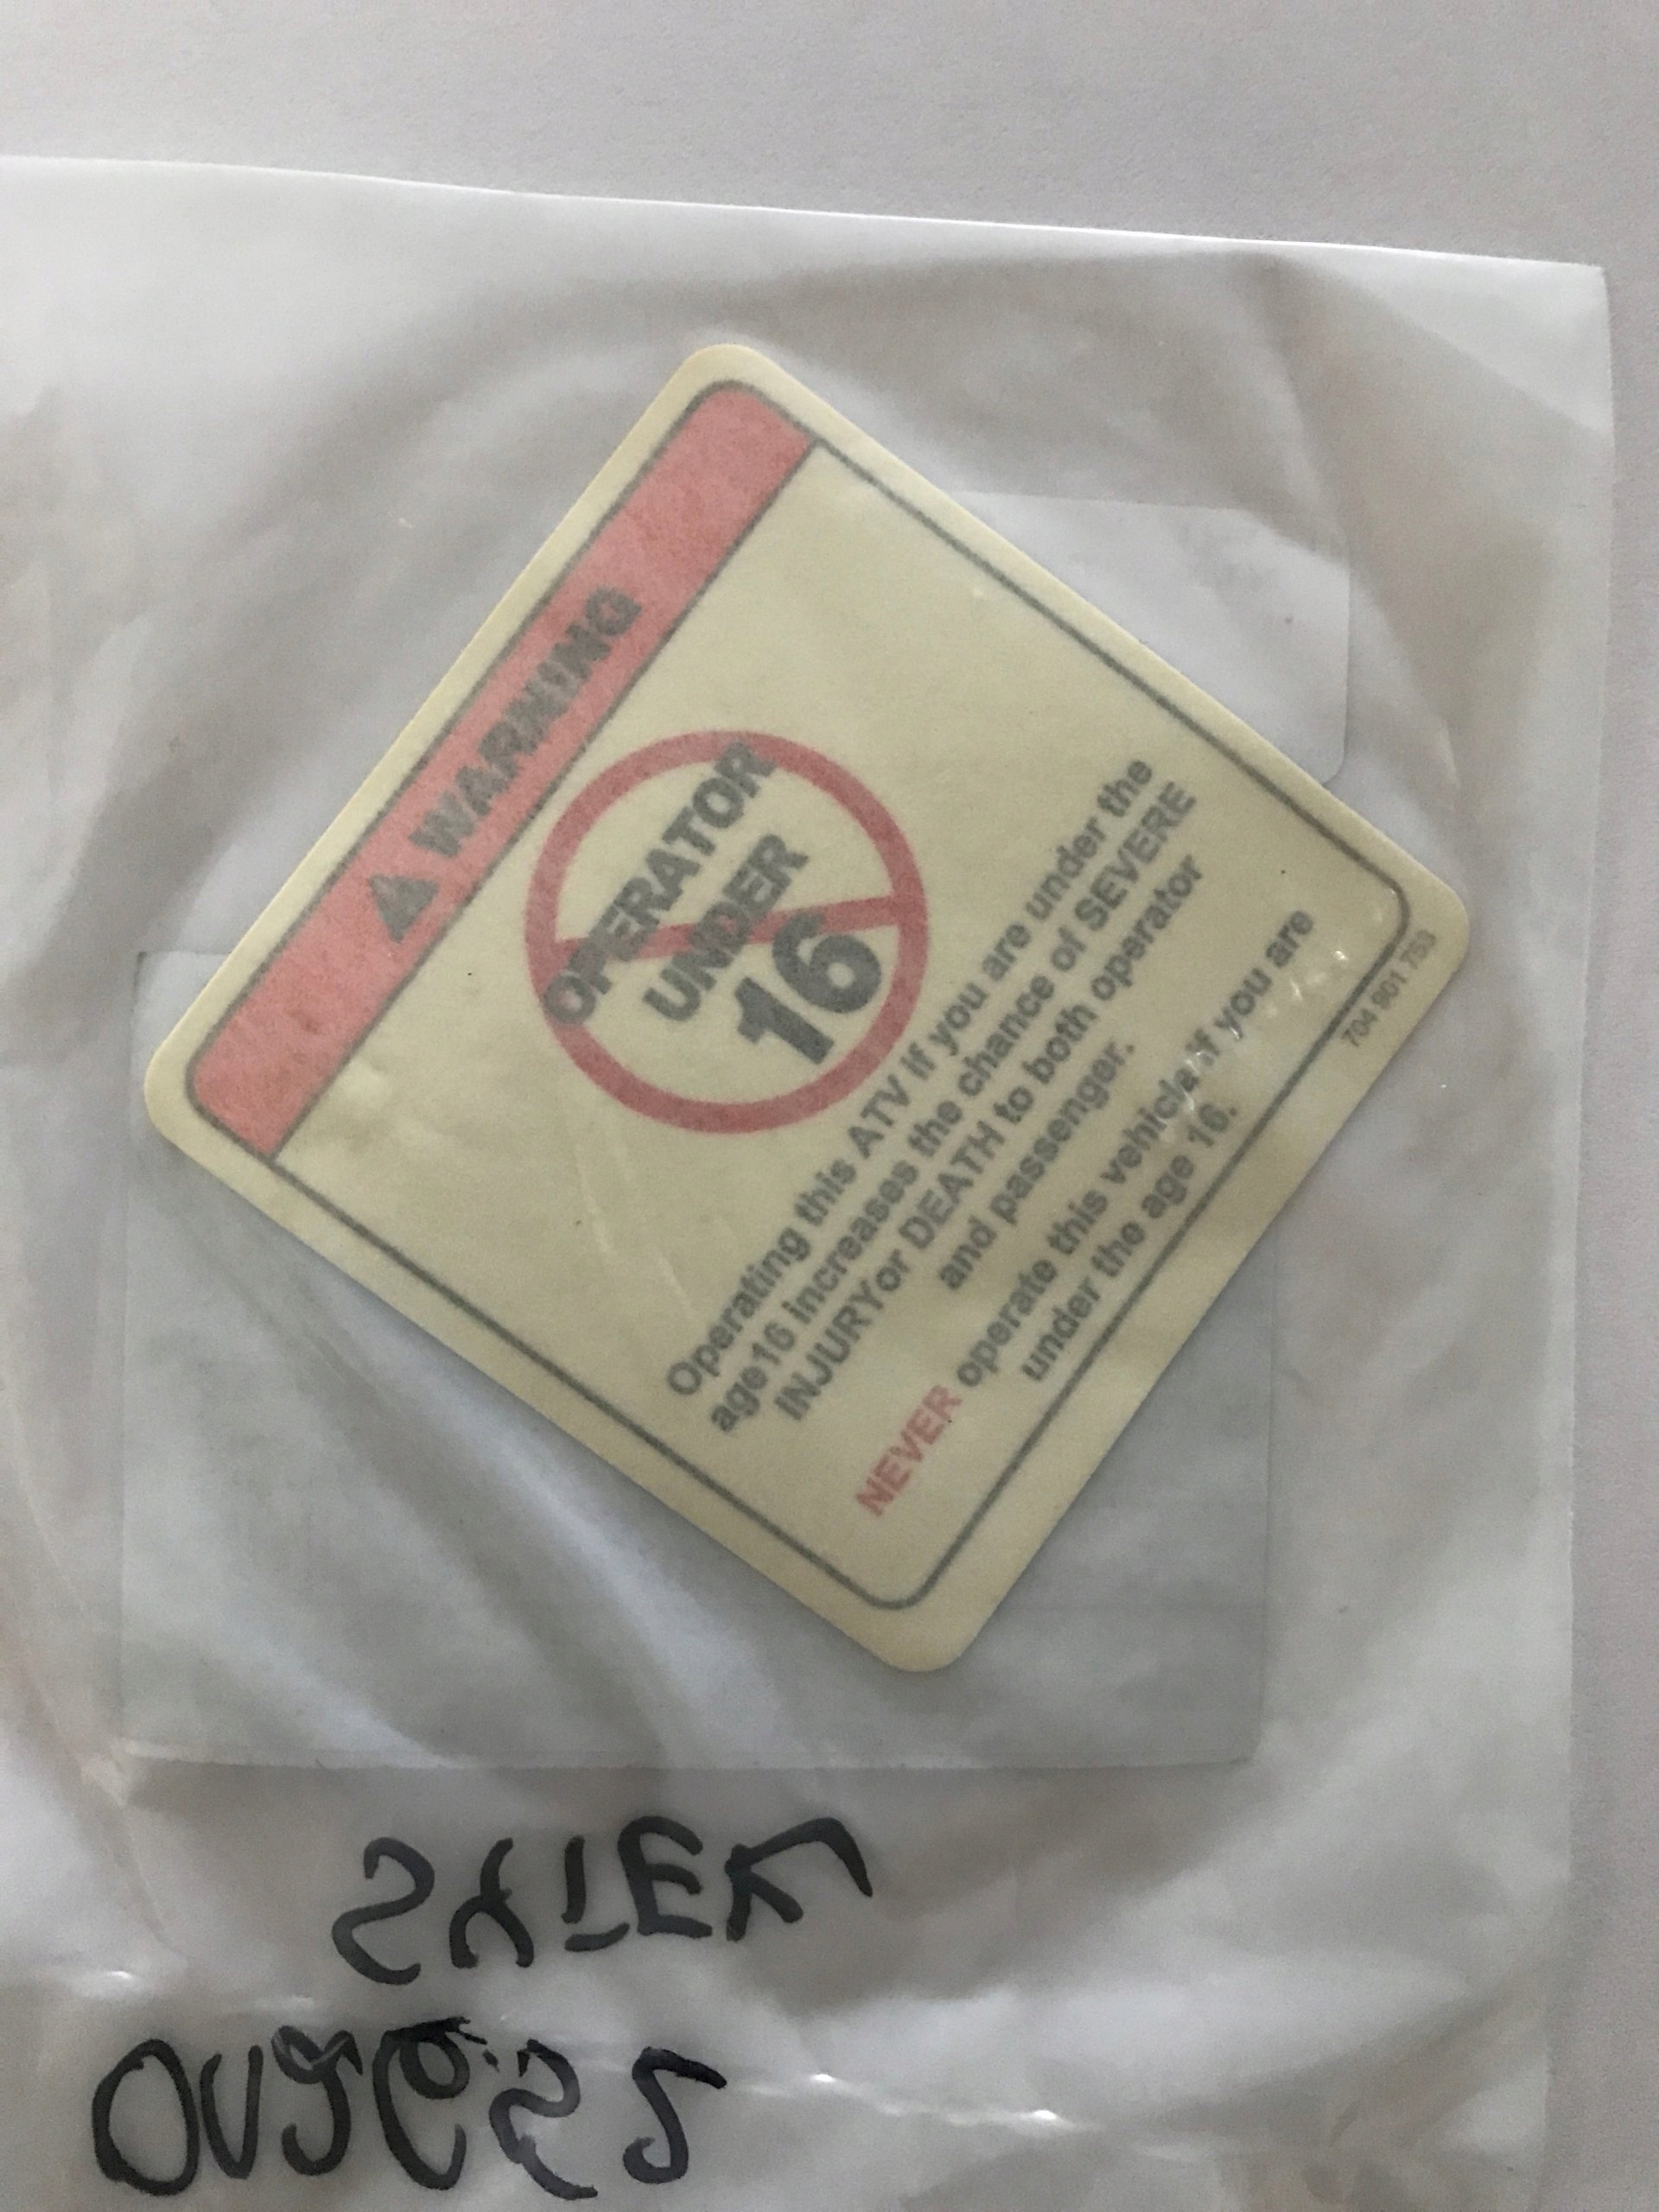 WARNING
OPERATOR
UNDER
16
Operating this ATV if you are under the
age16 increases the chance of SEVERE
INJURYor DEATH to both operator
and passenger.
NEVER operate this vehicle if you are
under the age 16.
704 901 753